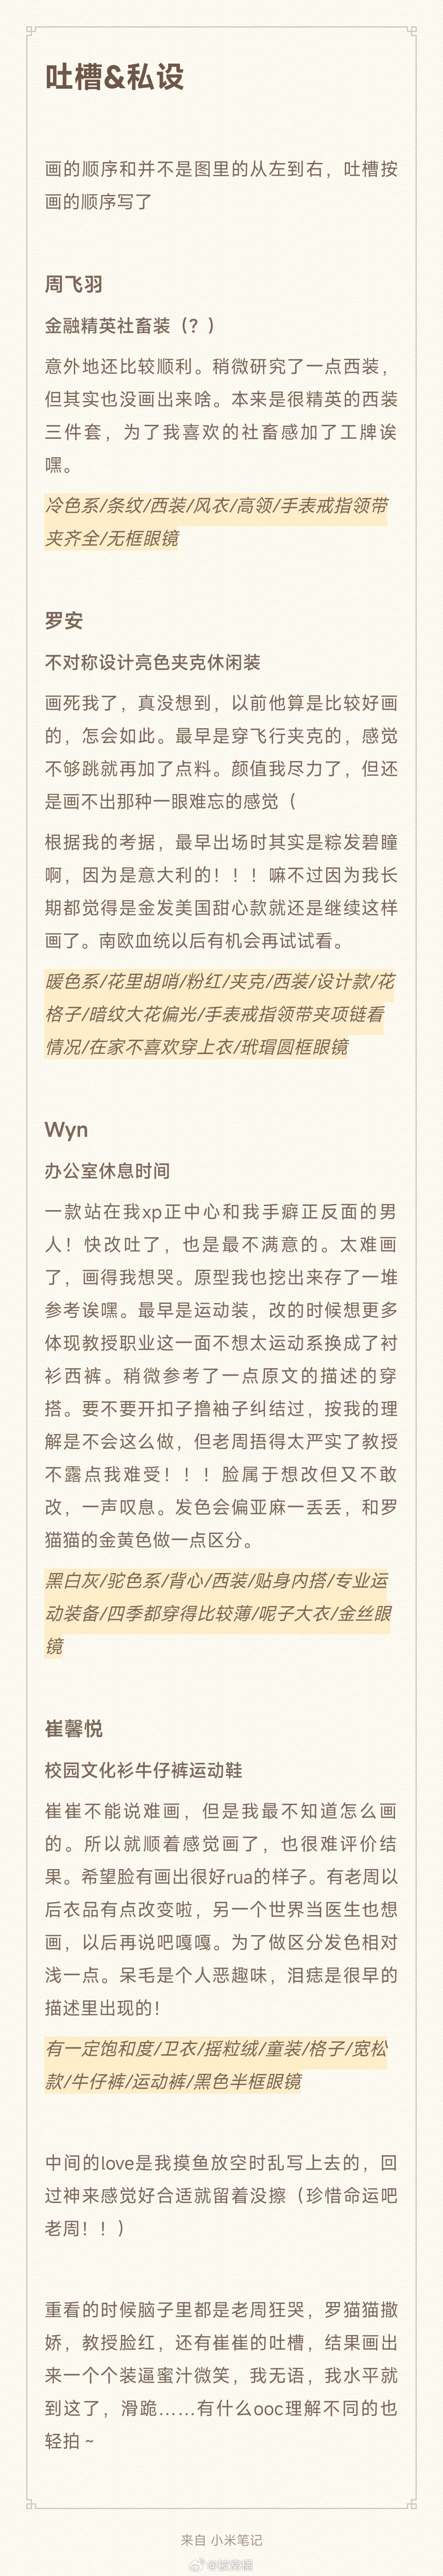 吐槽&私设
画的顺序和并不是图里的从左到右，吐槽按
画的顺序写了
周飞羽
金融精英社畜装（？）
意外地还比较顺利。稍微研究了一点西装，
但其实也没画出来啥。本来是很精英的西装
三件套，为了我喜欢的社畜感加了工牌诶
嘿。
冷色系/条纹/西装/风衣/高领/手表戒指领带
夹齐全/无框眼镜
罗安
不对称设计亮色夹克休闲装
画死我了，真没想到，以前他算是比较好画
的，怎会如此。最早是穿飞行夹克的，感觉
不够跳就再加了点料。颜值我尽力了，但还
是画不出那种一眼难忘的感觉（
根据我的考据，最早出场时其实是粽发碧瞳
啊，因为是意大利的！！！嘛不过因为我长
期都觉得是金发美国甜心款就还是继续这样
画了。南欧血统以后有机会再试试看。
暖色系/花里胡哨/粉红/夹克/西装/设计款/花
格子/暗纹大花偏光/手表戒指领带夹项链看
情况/在家不喜欢穿上衣/玳瑁圆框眼镜
Wyn
办公室休息时间
一款站在我xp正中心和我手癖正反面的男
人！快改吐了，也是最不满意的。太难画
了，画得我想哭。原型我也挖出来存了一堆
参考诶嘿。最早是运动装，改的时候想更多
体现教授职业这一面不想太运动系换成了衬
衫西裤。稍微参考了一点原文的描述的穿
搭。要不要开扣子撸袖子纠结过，按我的理
解是不会这么做，但老周捂得太严实了教授
不露点我难受！！！脸属于想改但又不敢
改，一声叹息。发色会偏亚麻一丢丢，和罗
猫猫的金黄色做一点区分。
黑白灰/驼色系/背心/西装/贴身内搭/专业运
动装备/四季都穿得比较薄/呢子大衣/金丝眼
镜
崔馨悦
校园文化衫牛仔裤运动鞋
崔崔不能说难画，但是我最不知道怎么画
的。所以就顺着感觉画了，也很难评价结
果。希望脸有画出很好rua的样子。有老周以
后衣品有点改变啦，另一个世界当医生也想
画，以后再说吧嘎嘎。为了做区分发色相对
浅一点。呆毛是个人恶趣味，泪痣是很早的
描述里出现的！
有一定饱和度/卫衣/摇粒绒/童装/格子/宽松
款/牛仔裤/运动裤/黑色半框眼镜
中间的love是我摸鱼放空时乱写上去的，回
过神来感觉好合适就留着没擦（珍惜命运吧
老周！！）
重看的时候脑子里都是老周狂哭，罗猫猫撒
娇，教授脸红，还有崔崔的吐槽，结果画出
来一个个装逼蜜汁微笑，我无语，我水平就
到这了，滑跪……有什么ooc理解不同的也
轻拍~
来自 小米笔记